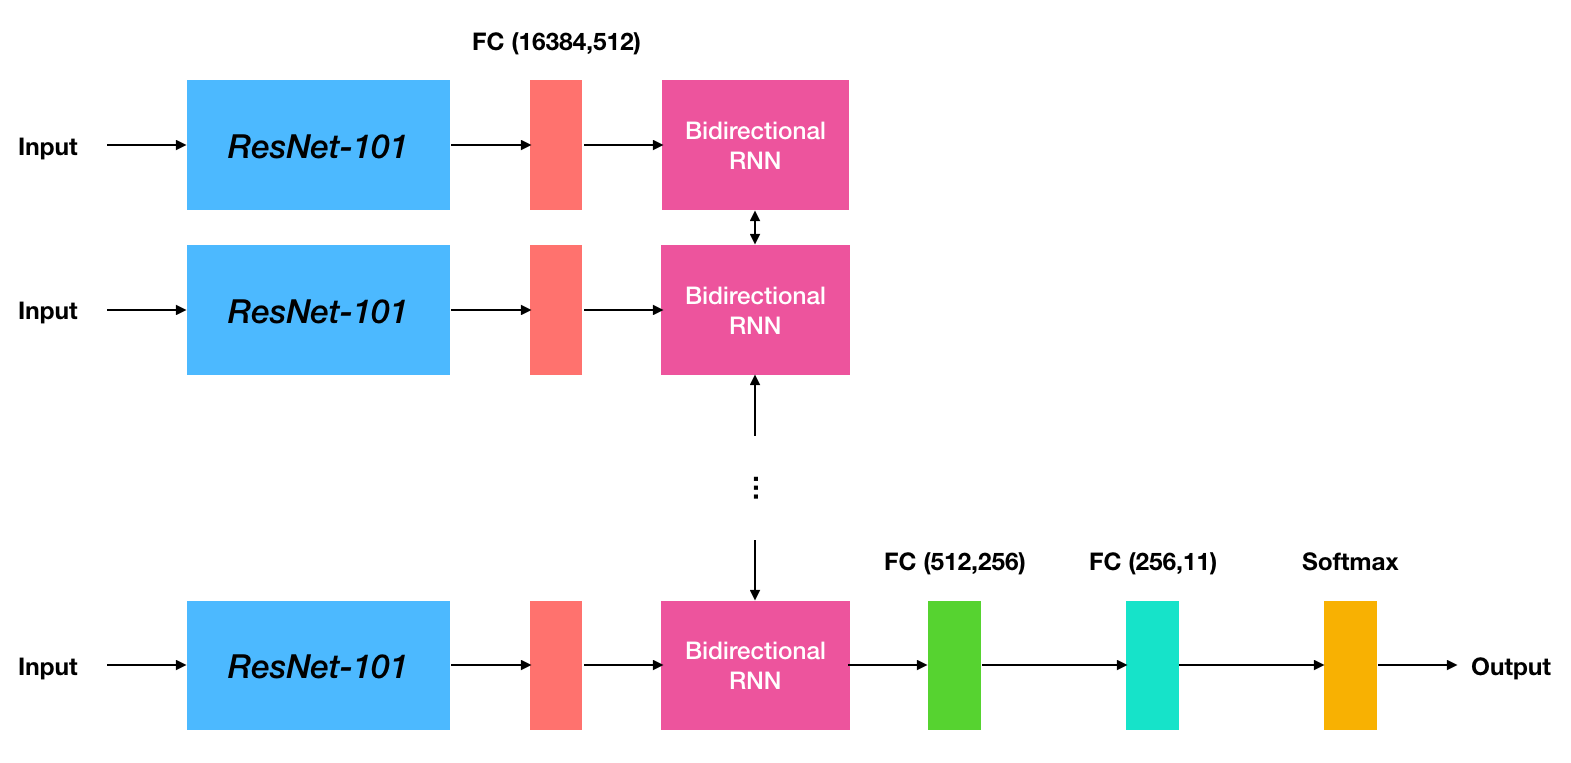 FC (16384,512)
Input
ResNet-101
Bidirectional
RNN
Input
ResNet-101
Bidirectional
RNN
...
FC (512,256)
FC (256,11)
Softmax
Input
ResNet-101
Bidirectional
RNN
Output